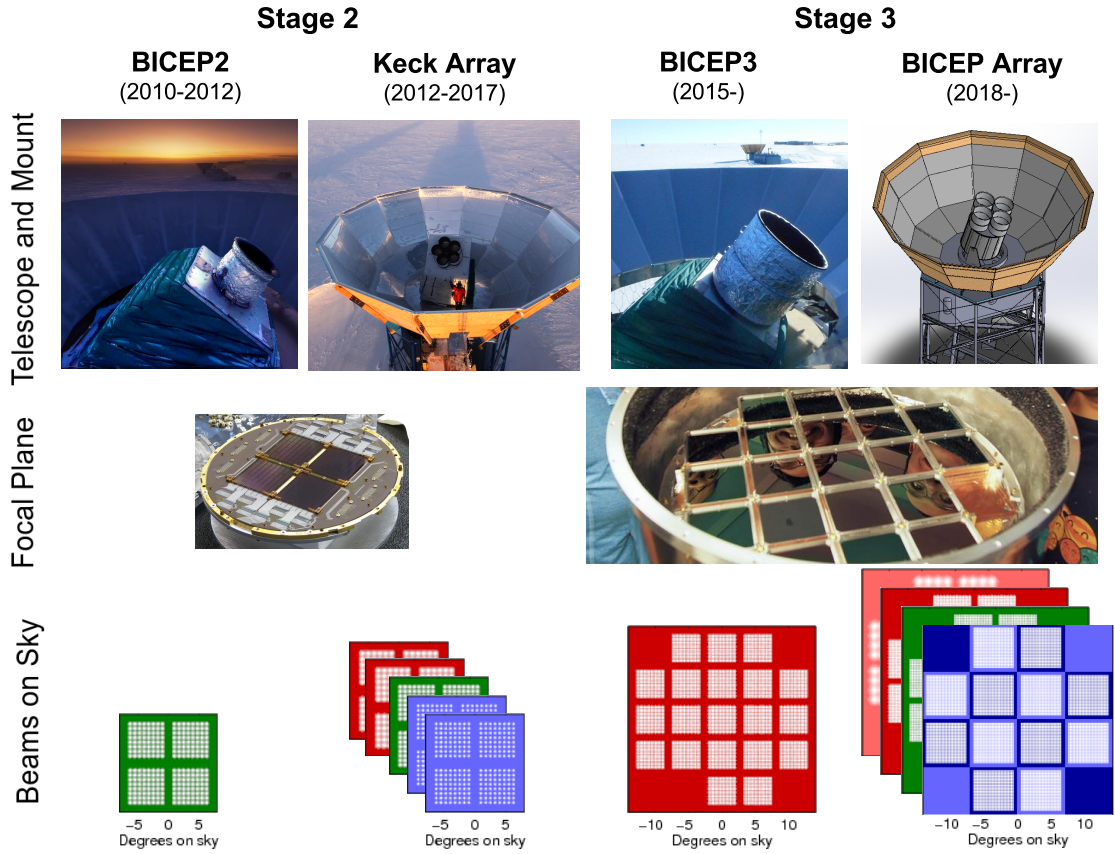 Stage 2
Stage 3
BICEP2
(2010-2012)
Keck Array
(2012-2017)
BICEP3
(2015-)
BICEP Array
(2018-)
Telescope and Mount
Focal Plane
Beams on Sky
−5 0 5
Degrees on sky
−5 0 5
Degrees on sky
−10 −5 0 5 10
Degrees on sky
−10 −5 0 5 10
Degrees on sky